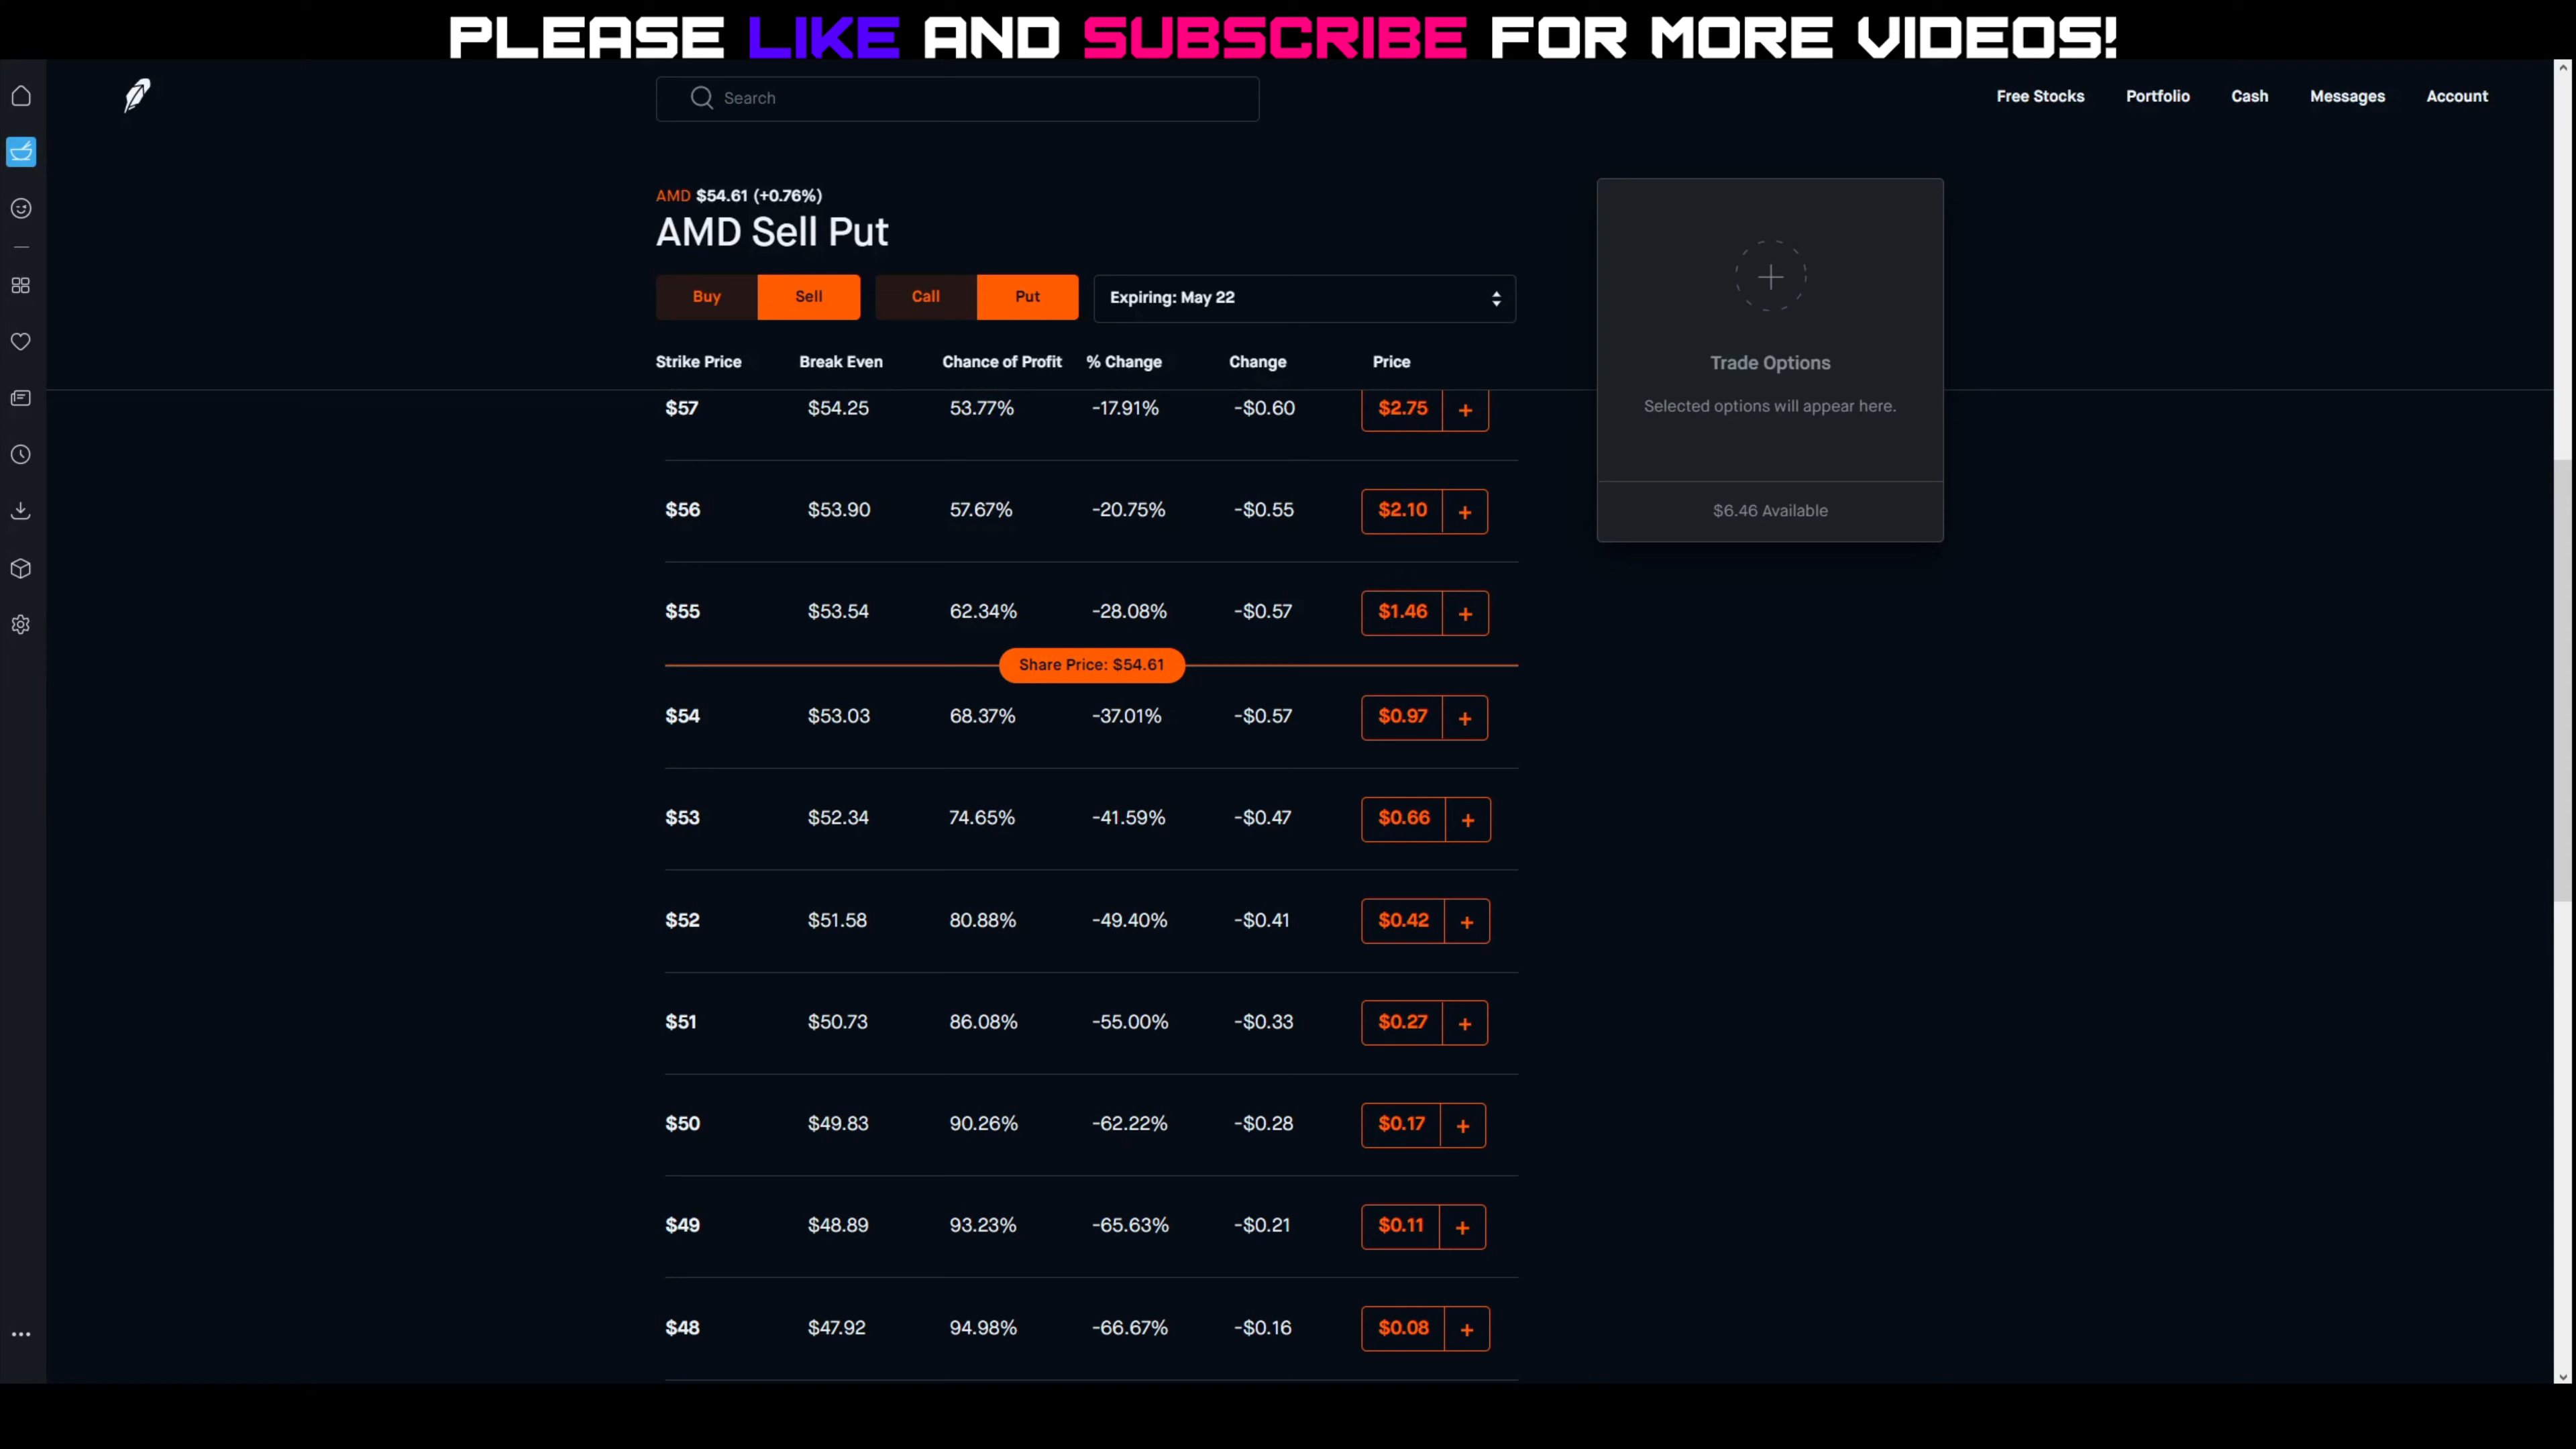 PLEASE LIKE AND SUBSCRIBE FOR MORE VIDEOS!
Search
Free Stocks Portfolio Cash Messages Account
AMD $54.61 (+0.76%)
AMD Sell Put
Buy Sell Call Put Expiring: May 22
Strike Price Break Even Chance of Profit % Change Change Price
$57 $54.25 53.77% -17.91% -$0.60 $2.75 +
$56 $53.90 57.67% -20.75% -$0.55 $2.10 +
$55 $53.54 62.34% -28.08% -$0.57 $1.46 +
Share Price: $54.61
$54 $53.03 68.37% -37.01% -$0.57 $0.97 +
$53 $52.34 74.65% -41.59% -$0.47 $0.66 +
$52 $51.58 80.88% -49.40% -$0.41 $0.42 +
$51 $50.73 86.08% -55.00% -$0.33 $0.27 +
$50 $49.83 90.26% -62.22% -$0.28 $0.17 +
$49 $48.89 93.23% -65.63% -$0.21 $0.11 +
$48 $47.92 94.98% -66.67% -$0.16 $0.08 +
Trade Options
Selected options will appear here.
$6.46 Available